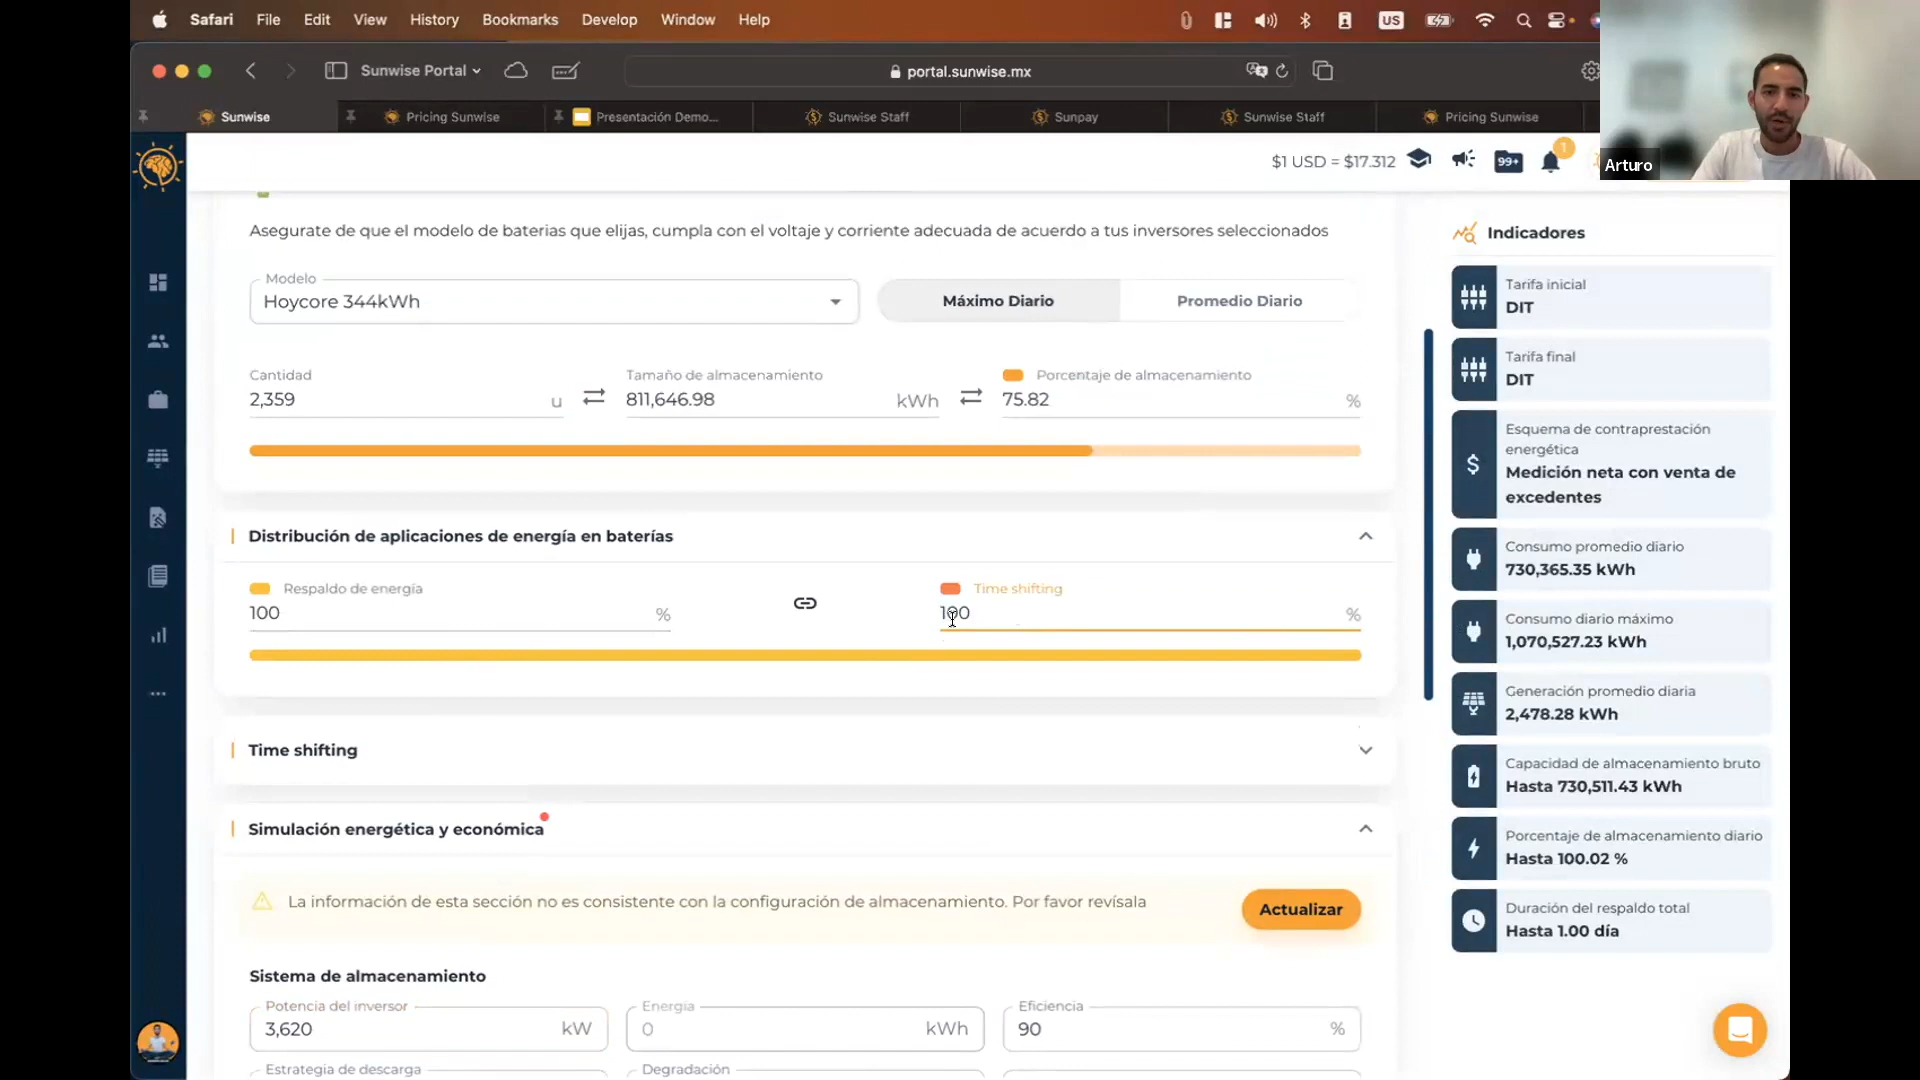 Safari File Edit View History Bookmarks Develop Window Help
US
Sunwise Portal
portal.sunwise.mx
Sunwise
Pricing Sunwise
Presentación Demo...
Sunwise Staff
Sunpay
Sunwise Staff
Pricing Sunwise
Arturo
$1 USD = $17.312
99+
1
Asegurate de que el modelo de baterias que elijas, cumpla con el voltaje y corriente adecuada de acuerdo a tus inversores seleccionados
Modelo
Hoycore 344kWh
Máximo Diario
Promedio Diario
Cantidad
2,359 u
Tamaño de almacenamiento
811,646.98 kWh
Porcentaje de almacenamiento
75.82 %
Distribución de aplicaciones de energía en baterías
Respaldo de energía
100 %
Time shifting
100 %
Time shifting
Simulación energética y económica
La información de esta sección no es consistente con la configuración de almacenamiento. Por favor revísala
Actualizar
Sistema de almacenamiento
Potencia del inversor
3,620 kW
Energía
0 kWh
Eficiencia
90 %
Estrategia de descarga
Degradación
Indicadores
Tarifa inicial
DIT
Tarifa final
DIT
Esquema de contraprestación
energética
Medición neta con venta de
excedentes
Consumo promedio diario
730,365.35 kWh
Consumo diario máximo
1,070,527.23 kWh
Generación promedio diaria
2,478.28 kWh
Capacidad de almacenamiento bruto
Hasta 730,511.43 kWh
Porcentaje de almacenamiento diario
Hasta 100.02 %
Duración del respaldo total
Hasta 1.00 día